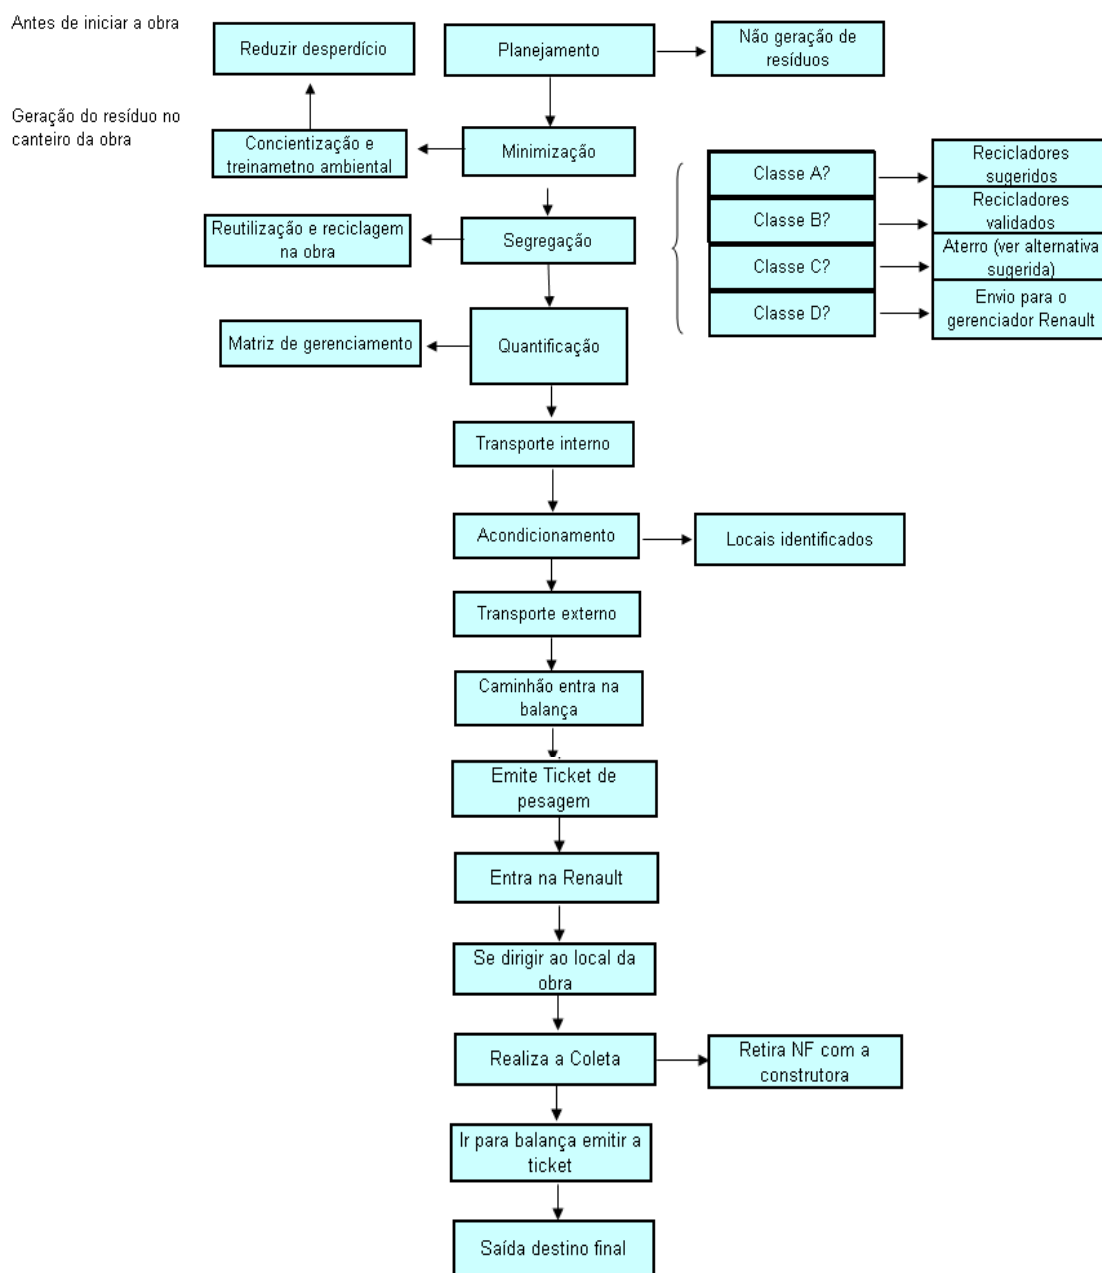 Antes de iniciar a obra
Reduzir desperdício
Planejamento
Não geração de
resíduos
Geração do resíduo no
canteiro da obra
Concientização e
treinametno ambiental
Minimização
Classe A?
Recicladores
sugeridos
Reutilização e reciclagem
na obra
Segregação
Classe B?
Recicladores
validados
Classe C?
Aterro (ver alternativa
sugerida)
Classe D?
Envio para o
gerenciador Renault
Matriz de gerenciamento
Quantificação
Transporte interno
Acondicionamento
Locais identificados
Transporte externo
Caminhão entra na
balança
Emite Ticket de
pesagem
Entra na Renault
Se dirigir ao local da
obra
Realiza a Coleta
Retira NF com a
construtora
Ir para balança emitir a
ticket
Saída destino final